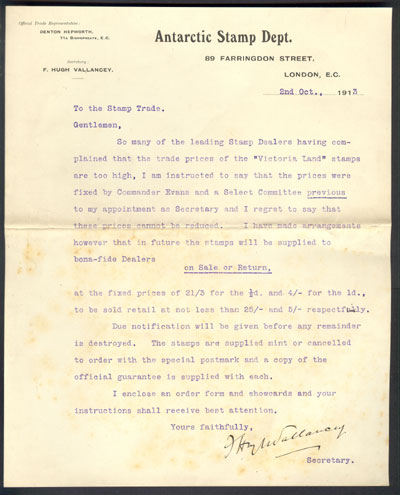 Official Trade Representative:
DENTON HEPWORTH,
77A BISHOPSGATE, E.C.
Secretary:
F. HUGH VALLANCEY.
Antarctic Stamp Dept.
89 FARRINGDON STREET,
LONDON, E.C.
2nd Oct., 1913
To the Stamp Trade.
Gentlemen,
So many of the leading Stamp Dealers having com-
plained that the trade prices of the "Victoria Land" stamps
are too high, I am instructed to say that the prices were
fixed by Commander Evans and a Select Committee previous
to my appointment as Secretary and I regret to say that
these prices cannot be reduced. I have made arrangements
however that in future the stamps will be supplied to
bona-fide Dealers
on Sale or Return,
at the fixed prices of 21/3 for the ½d. and 4/- for the 1d.,
to be sold retail at not less than 25/- and 5/- respectfully.
Due notification will be given before any remainder
is destroyed. The stamps are supplied mint or cancelled
to order with the special postmark and a copy of the
official guarantee is supplied with each.
I enclose an order form and showcards and your
instructions shall receive best attention.
Yours faithfully,
F Hugh Vallancey
Secretary.